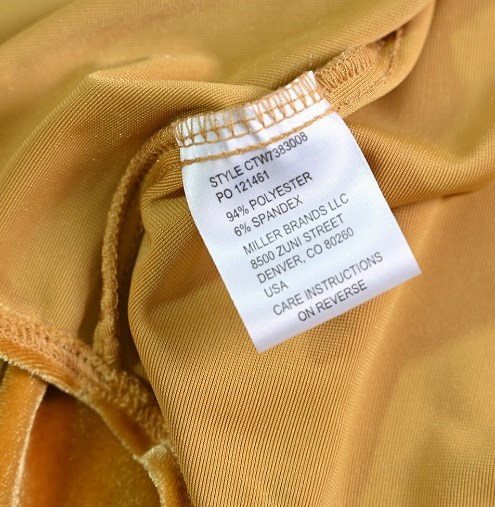 STYLE CTW7383008
PO 121461
94% POLYESTER
6% SPANDEX
MILLER BRANDS LLC
8500 ZUNI STREET
DENVER, CO 80260
USA
CARE INSTRUCTIONS
ON REVERSE